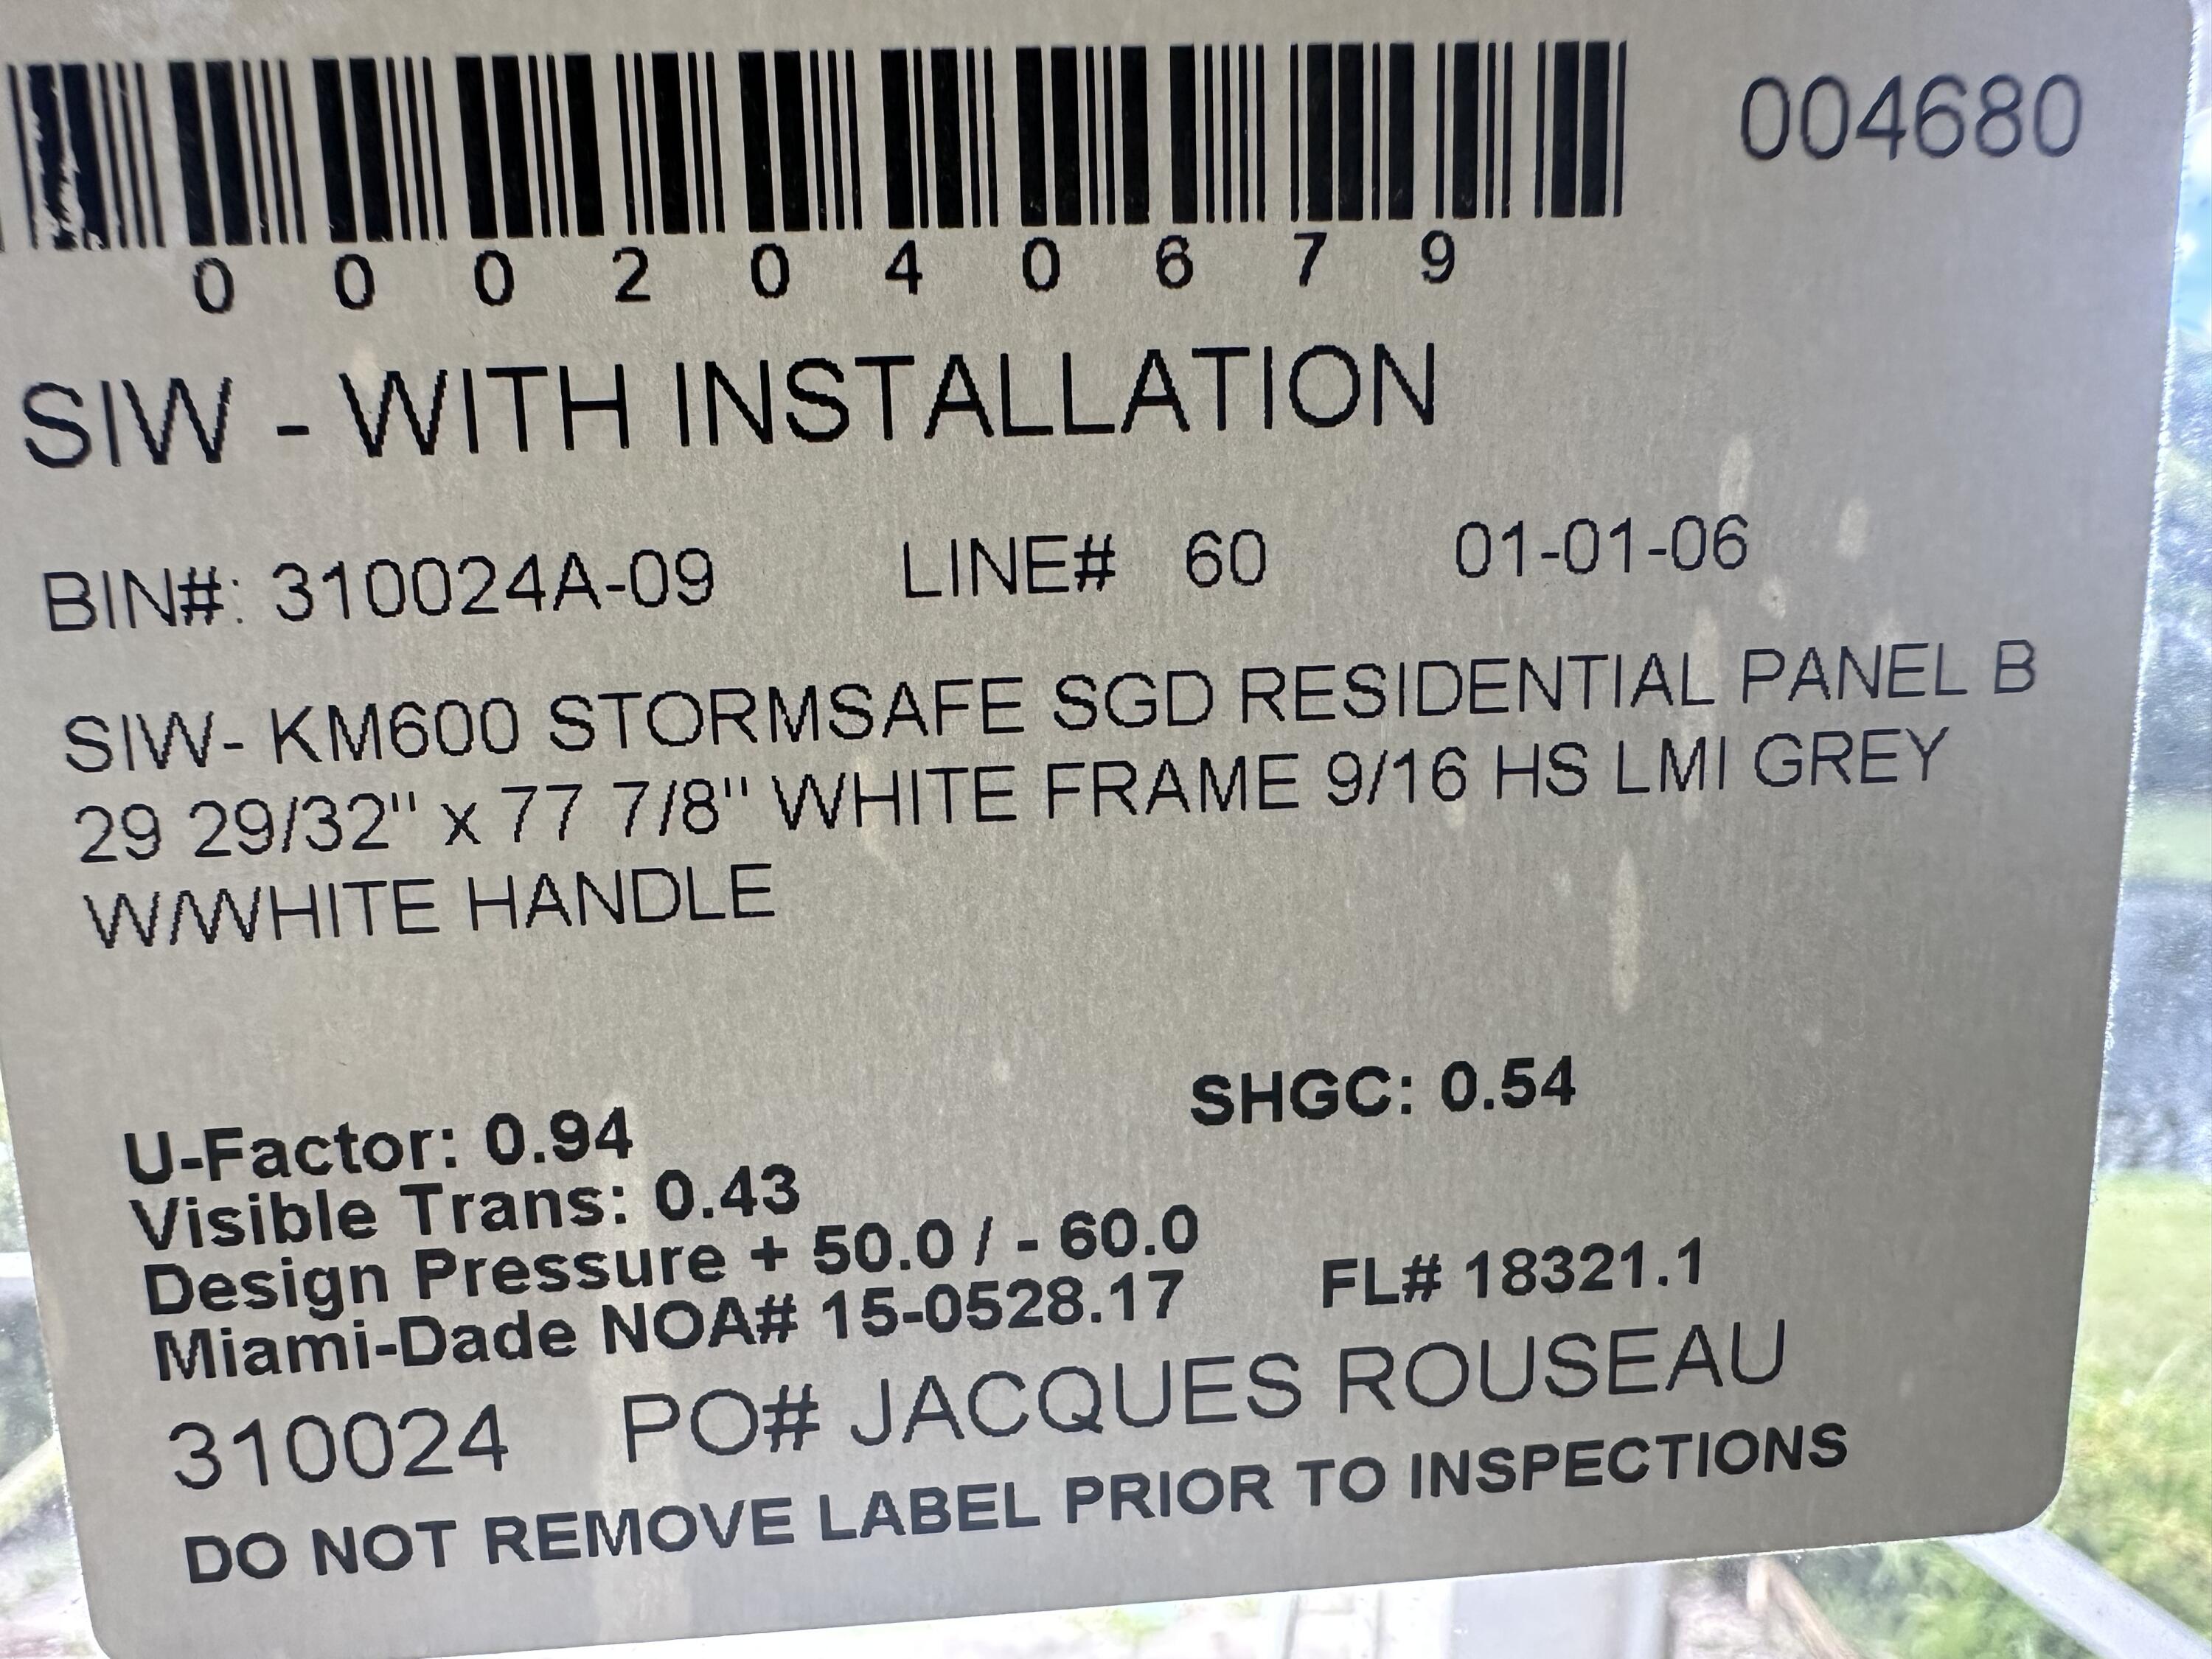 004680
0 0 0 2 0 4 0 6 7 9
SIW - WITH INSTALLATION
BIN#: 310024A-09 LINE# 60 01-01-06
SIW- KM600 STORMSAFE SGD RESIDENTIAL PANEL B
29 29/32" x 77 7/8" WHITE FRAME 9/16 HS LMI GREY
W/WHITE HANDLE
U-Factor: 0.94 SHGC: 0.54
Visible Trans: 0.43
Design Pressure + 50.0 / - 60.0
Miami-Dade NOA# 15-0528.17 FL# 18321.1
310024 PO# JACQUES ROUSEAU
DO NOT REMOVE LABEL PRIOR TO INSPECTIONS